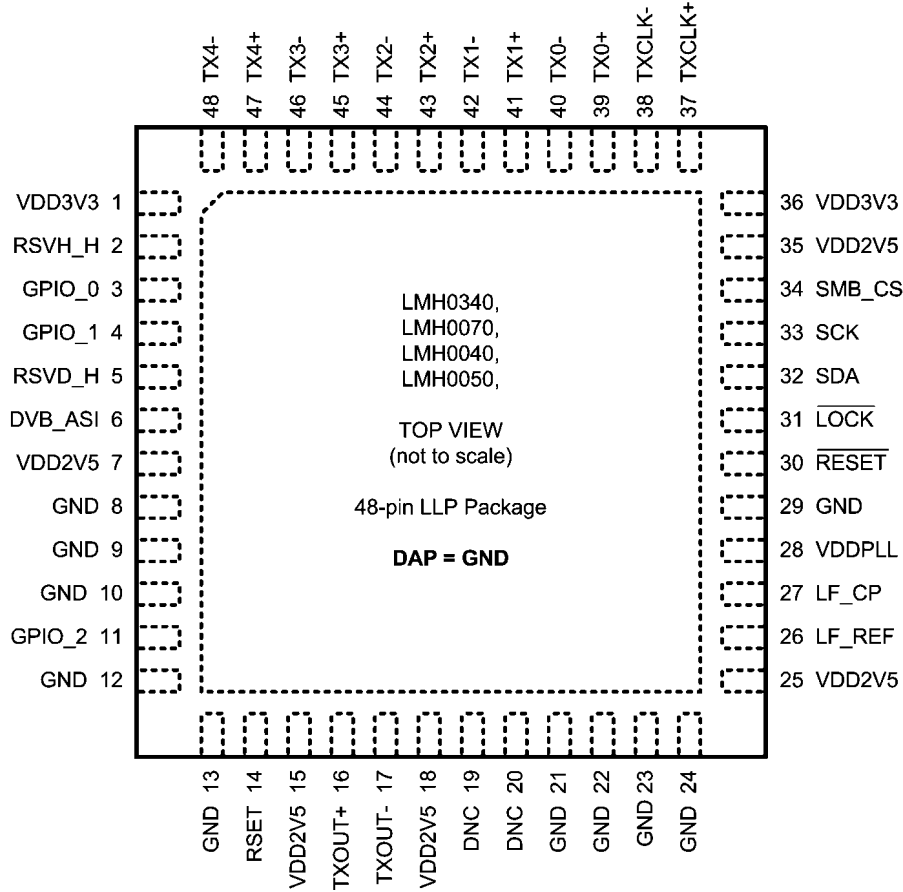 48 TX4-
47 TX4+
46 TX3-
45 TX3+
44 TX2-
43 TX2+
42 TX1-
41 TX1+
40 TX0-
39 TX0+
38 TXCLK-
37 TXCLK+
VDD3V3 1
RSVH_H 2
GPIO_0 3
GPIO_1 4
RSVD_H 5
DVB_ASI 6
VDD2V5 7
GND 8
GND 9
GND 10
GPIO_2 11
GND 12
LMH0340,
LMH0070,
LMH0040,
LMH0050,
TOP VIEW
(not to scale)
48-pin LLP Package
DAP = GND
36 VDD3V3
35 VDD2V5
34 SMB_CS
33 SCK
32 SDA
31 LOCK
30 RESET
29 GND
28 VDDPLL
27 LF_CP
26 LF_REF
25 VDD2V5
GND 13
RSET 14
VDD2V5 15
TXOUT+ 16
TXOUT- 17
VDD2V5 18
DNC 19
DNC 20
GND 21
GND 22
GND 23
GND 24